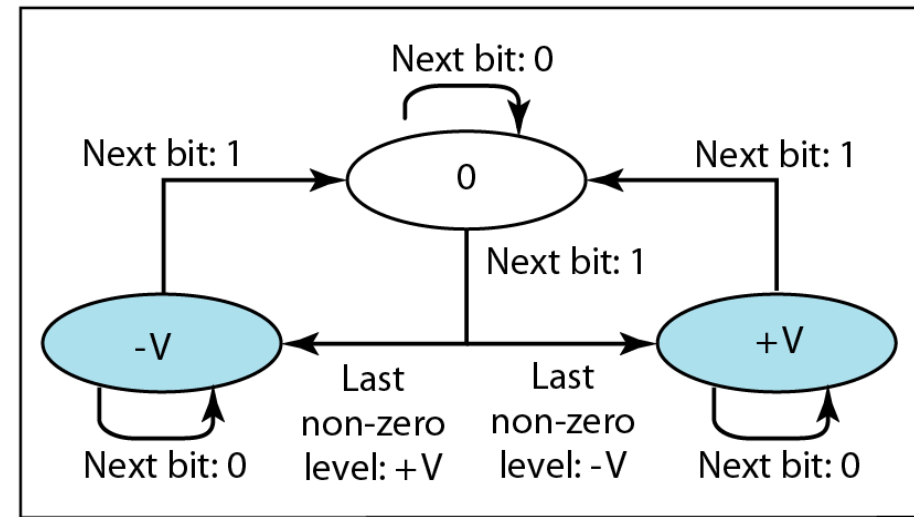 Next bit: 0
Next bit: 1
Next bit: 1
0
Next bit: 1
-V
+V
Last
non-zero
level: +V
Last
non-zero
level: -V
Next bit: 0
Next bit: 0